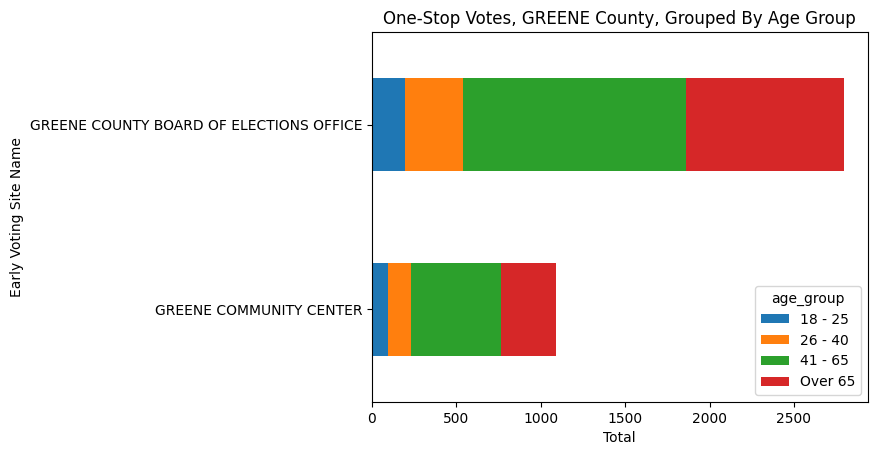 One-Stop Votes, GREENE County, Grouped By Age Group
Early Voting Site Name
GREENE COUNTY BOARD OF ELECTIONS OFFICE
GREENE COMMUNITY CENTER
age_group
18 - 25
26 - 40
41 - 65
Over 65
0 500 1000 1500 2000 2500
Total